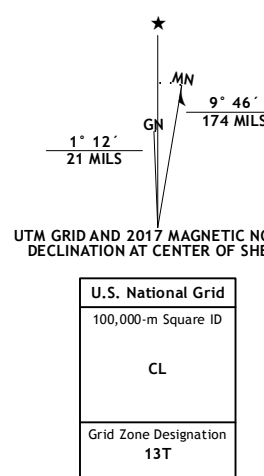 ★
MN
GN
9° 46´
174 MILS
1° 12´
21 MILS
UTM GRID AND 2017 MAGNETIC NO
DECLINATION AT CENTER OF SHE
U.S. National Grid
100,000-m Square ID
CL
Grid Zone Designation
13T